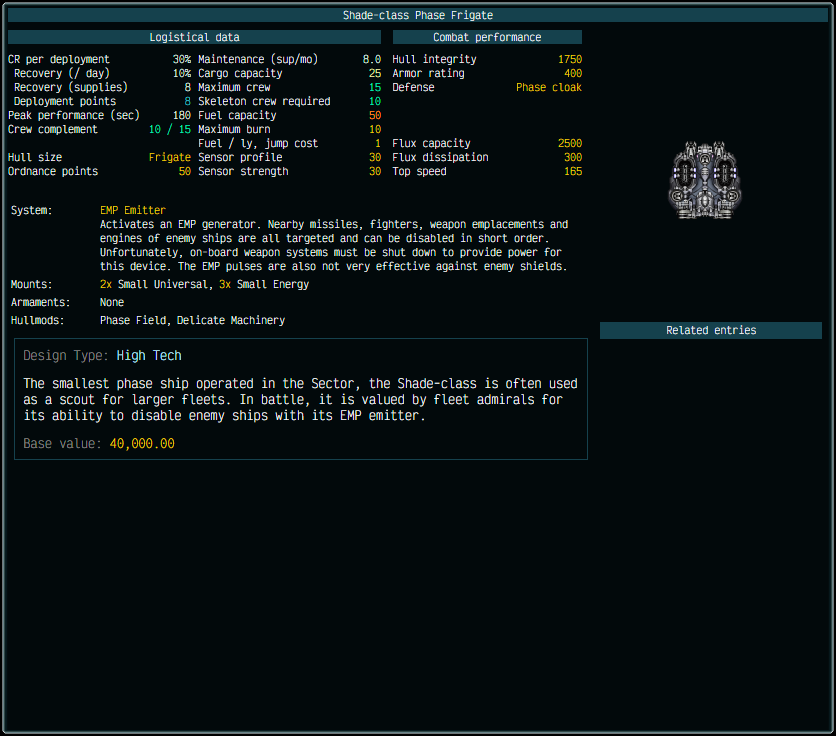 Shade-class Phase Frigate
Logistical data
Combat performance
CR per deployment 30% Maintenance (sup/mo) 8.0 Hull integrity 1750
Recovery (/ day) 10% Cargo capacity 25 Armor rating 400
Recovery (supplies) 8 Maximum crew 15 Defense Phase cloak
Deployment points 8 Skeleton crew required 10
Peak performance (sec) 180 Fuel capacity 50
Crew complement 10 / 15 Maximum burn 10
Fuel / ly, jump cost 1 Flux capacity 2500
Hull size Frigate Sensor profile 30 Flux dissipation 300
Ordnance points 50 Sensor strength 30 Top speed 165
System: EMP Emitter
Activates an EMP generator. Nearby missiles, fighters, weapon emplacements and
engines of enemy ships are all targeted and can be disabled in short order.
Unfortunately, on-board weapon systems must be shut down to provide power for
this device. The EMP pulses are also not very effective against enemy shields.
Mounts: 2x Small Universal, 3x Small Energy
Armaments: None
Hullmods: Phase Field, Delicate Machinery
Related entries
Design Type: High Tech
The smallest phase ship operated in the Sector, the Shade-class is often used
as a scout for larger fleets. In battle, it is valued by fleet admirals for
its ability to disable enemy ships with its EMP emitter.
Base value: 40,000.00